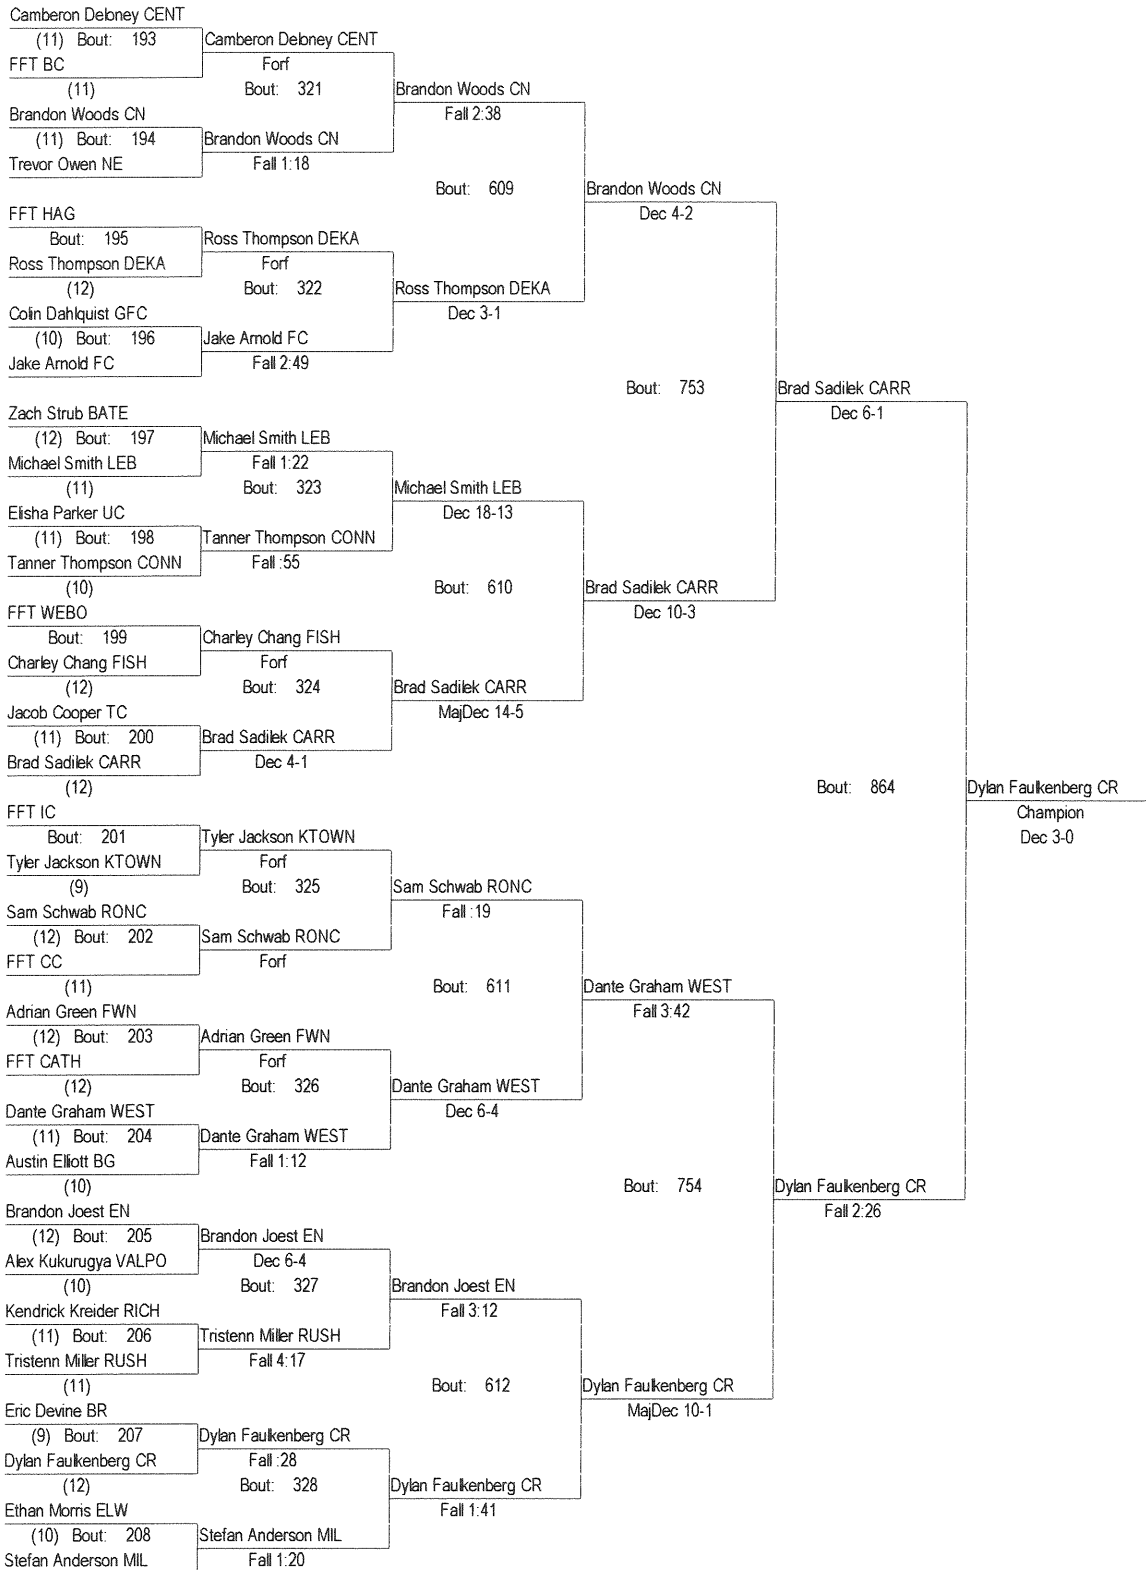 Camberon Deloney CENT
(11) Bout: 193
Camberon Deloney CENT
FFT BC
Forf
(11)
Bout: 321
Brandon Woods CN
Brandon Woods CN
Fall 2:38
(11) Bout: 194
Brandon Woods CN
Trevor Owen NE
Fall 1:18
Bout: 609
Brandon Woods CN
FFT HAG
Dec 4-2
Bout: 195
Ross Thompson DEKA
Ross Thompson DEKA
Forf
(12)
Bout: 322
Ross Thompson DEKA
Colin Dahlquist GFC
Dec 3-1
(10) Bout: 196
Jake Arnold FC
Jake Arnold FC
Fall 2:49
Bout: 753
Brad Sadilek CARR
Zach Strub BATE
Dec 6-1
(12) Bout: 197
Michael Smith LEB
Michael Smith LEB
Fall 1:22
(11)
Bout: 323
Michael Smith LEB
Elisha Parker UC
Dec 18-13
(11) Bout: 198
Tanner Thompson CONN
Tanner Thompson CONN
Fall :55
(10)
Bout: 610
Brad Sadilek CARR
FFT WEBO
Dec 10-3
Bout: 199
Charley Chang FISH
Charley Chang FISH
Forf
(12)
Bout: 324
Brad Sadilek CARR
Jacob Cooper TC
MajDec 14-5
(11) Bout: 200
Brad Sadilek CARR
Brad Sadilek CARR
Dec 4-1
(12)
Bout: 864
Dylan Faulkenberg CR
FFT IC
Champion
Bout: 201
Tyler Jackson KTOWN
Dec 3-0
Tyler Jackson KTOWN
Forf
(9)
Bout: 325
Sam Schwab RONC
Sam Schwab RONC
Fall :19
(12) Bout: 202
Sam Schwab RONC
FFT CC
Forf
(11)
Bout: 611
Dante Graham WEST
Adrian Green FWN
Fall 3:42
(12) Bout: 203
Adrian Green FWN
FFT CATH
Forf
(12)
Bout: 326
Dante Graham WEST
Dante Graham WEST
Dec 6-4
(11) Bout: 204
Dante Graham WEST
Austin Elliott BG
Fall 1:12
(10)
Bout: 754
Dylan Faulkenberg CR
Brandon Joest EN
Fall 2:26
(12) Bout: 205
Brandon Joest EN
Alex Kukurugya VALPO
Dec 6-4
(10)
Bout: 327
Brandon Joest EN
Kendrick Kreider RICH
Fall 3:12
(11) Bout: 206
Tristenn Miller RUSH
Tristenn Miller RUSH
Fall 4:17
(11)
Bout: 612
Dylan Faulkenberg CR
Eric Devine BR
MajDec 10-1
(9) Bout: 207
Dylan Faulkenberg CR
Dylan Faulkenberg CR
Fall :28
(12)
Bout: 328
Dylan Faulkenberg CR
Ethan Morris ELW
Fall 1:41
(10) Bout: 208
Stefan Anderson MIL
Stefan Anderson MIL
Fall 1:20